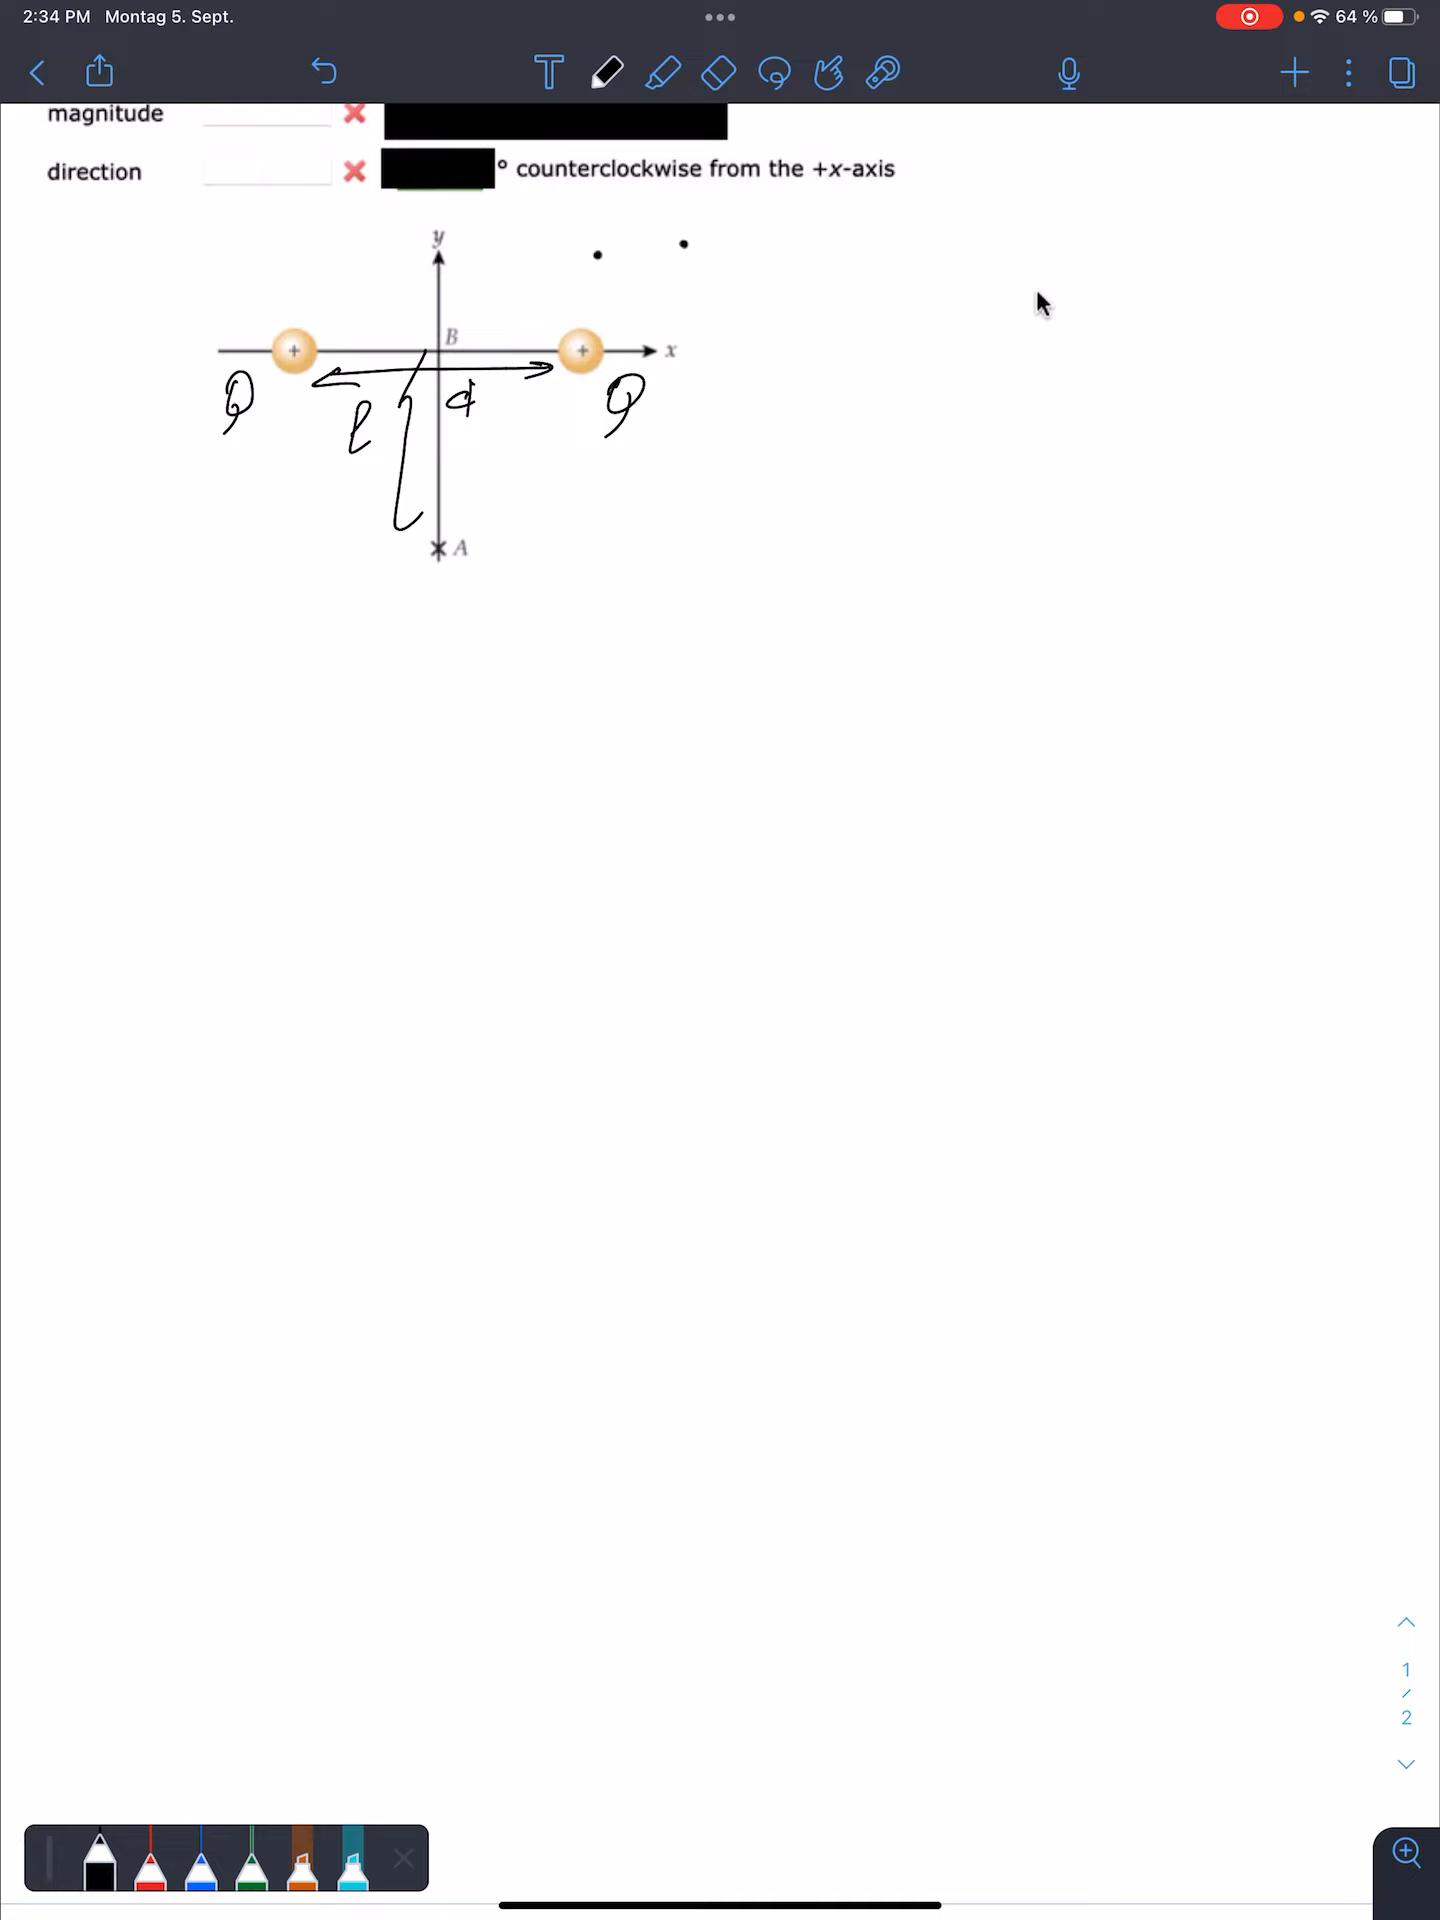 2:34 PM Montag 5. Sept. 64 %
magnitude
direction ° counterclockwise from the +x-axis
y
B
+ + x
Q l d Q
A
1
/
2